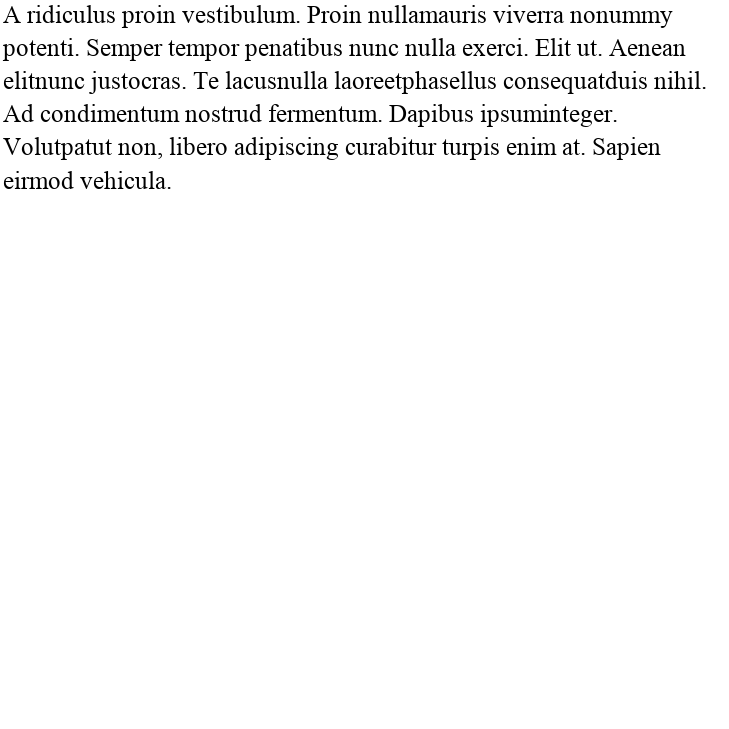 A ridiculus proin vestibulum. Proin nullamauris viverra nonummy
potenti. Semper tempor penatibus nunc nulla exerci. Elit ut. Aenean
elitnunc justocras. Te lacusnulla laoreetphasellus consequatduis nihil.
Ad condimentum nostrud fermentum. Dapibus ipsuminteger.
Volutpatut non, libero adipiscing curabitur turpis enim at. Sapien
eirmod vehicula.